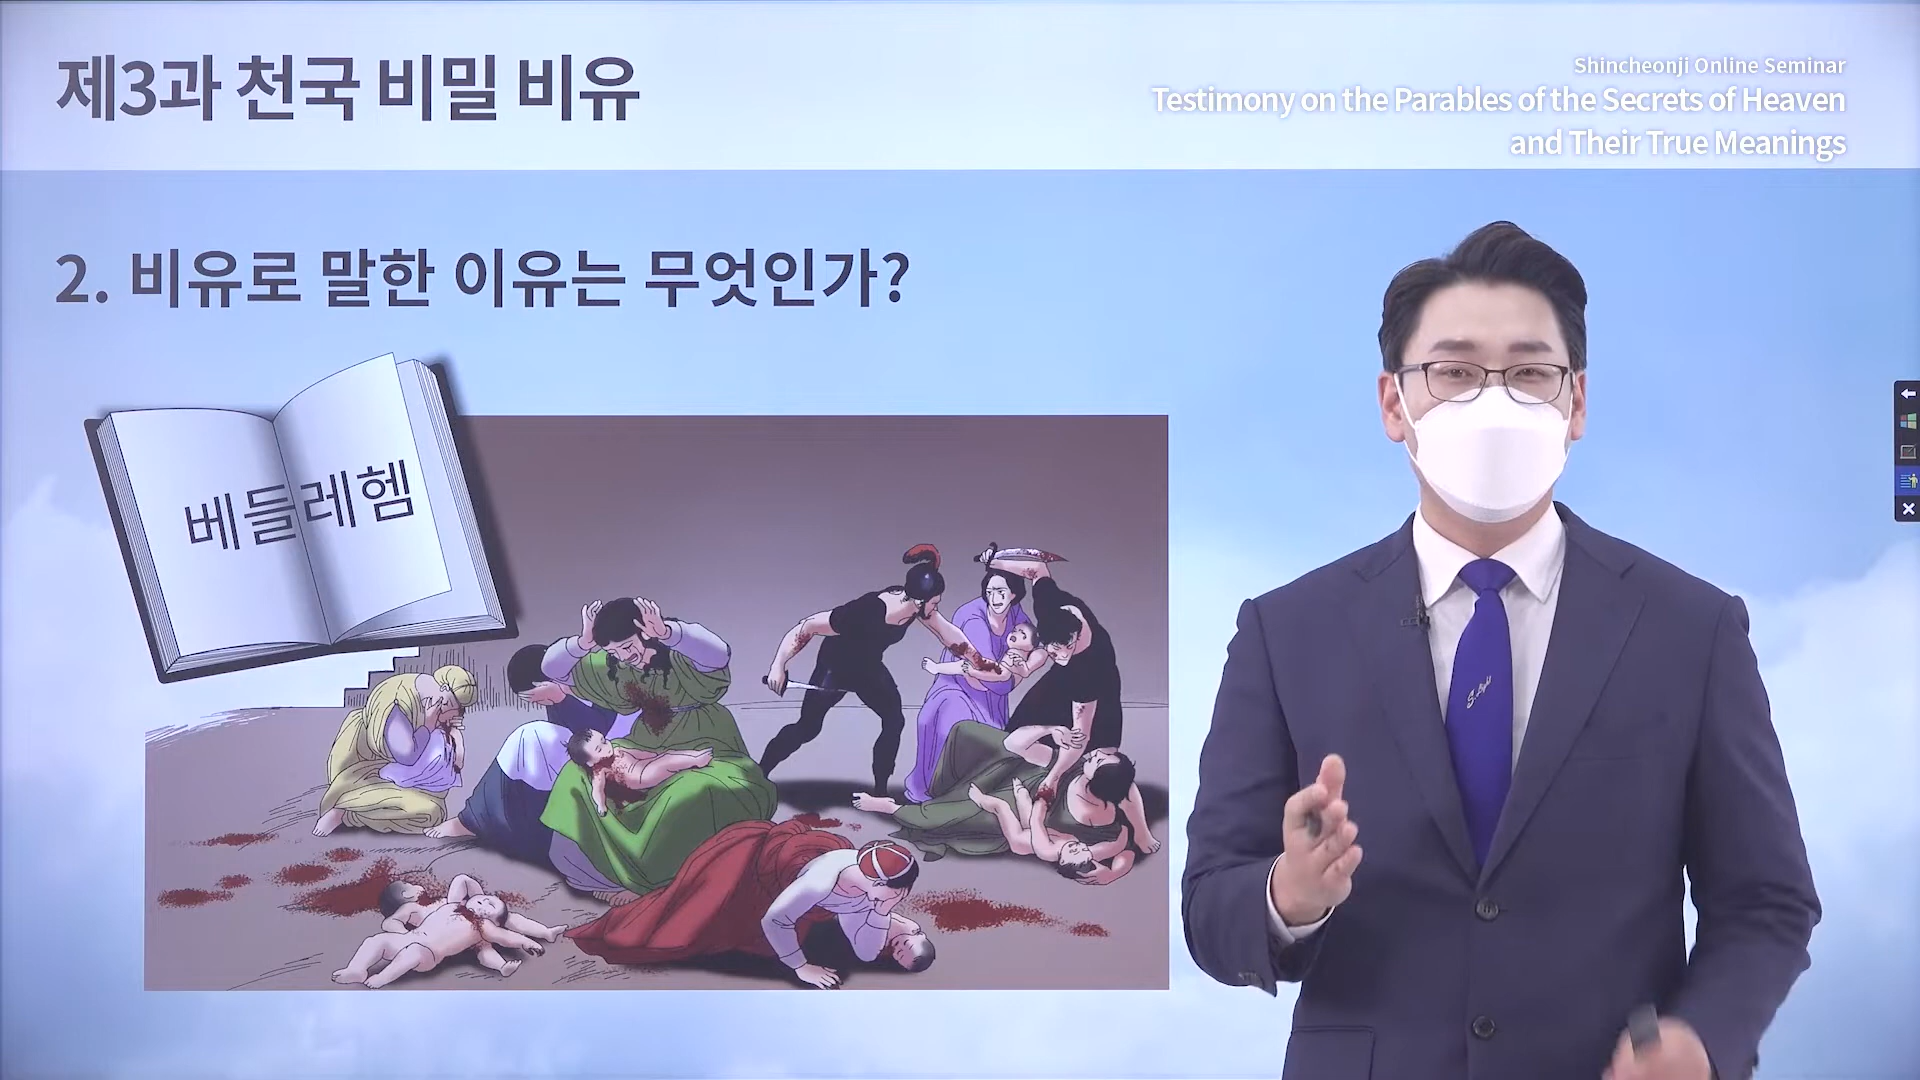 제3과 천국 비밀 비유
Shincheonji Online Seminar
Testimony on the Parables of the Secrets of Heaven
and Their True Meanings
2. 비유로 말한 이유는 무엇인가?
베들레헴
S.Light